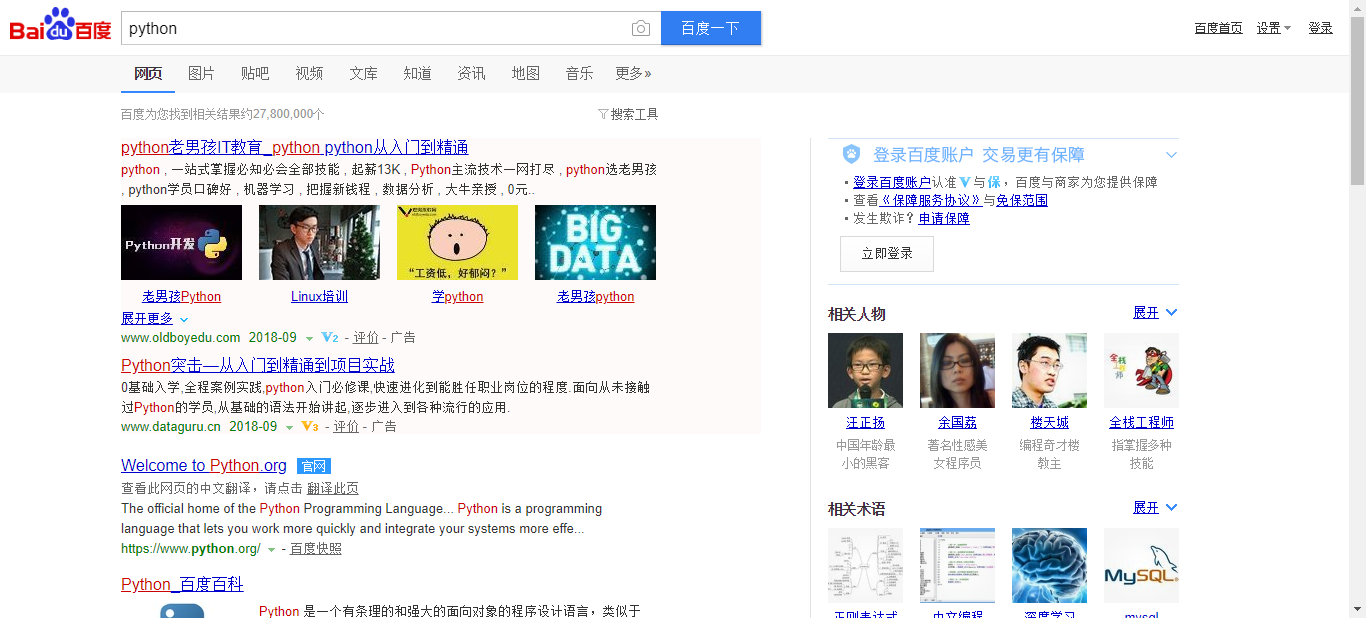 Bai du 百度
python
百度一下
百度首页 设置 登录
网页 图片 贴吧 视频 文库 知道 资讯 地图 音乐 更多»
百度为您找到相关结果约27,800,000个
搜索工具
python老男孩IT教育_python python从入门到精通
python , 一站式掌握必知必会全部技能 , 起薪13K , Python主流技术一网打尽 , python选老男孩
, python学员口碑好 , 机器学习 , 把握新钱程 , 数据分析 , 大牛亲授 , 0元..
Python开发
oldboyedu.com
“工资低，好郁闷？”
BIG
DATA
老男孩Python Linux培训 学python 老男孩python
展开更多
www.oldboyedu.com 2018-09 V2 - 评价 - 广告
Python突击—从入门到精通到项目实战
0基础入学,全程案例实践,python入门必修课,快速进化到能胜任职业岗位的程度.面向从未接触
过Python的学员,从基础的语法开始讲起,逐步进入到各种流行的应用.
www.dataguru.cn 2018-09 V3 - 评价 - 广告
Welcome to Python.org 官网
查看此网页的中文翻译，请点击 翻译此页
The official home of the Python Programming Language... Python is a programming
language that lets you work more quickly and integrate your systems more effe...
https://www.python.org/ - 百度快照
Python_百度百科
Python 是一个有条理的和强大的面向对象的程序设计语言，类似于
登录百度账户 交易更有保障
登录百度账户认准V与保，百度与商家为您提供保障
查看《保障服务协议》与免保范围
发生欺诈？申请保障
立即登录
相关人物 展开
全栈
工程
师
汪正扬 余国荔 楼天城 全栈工程师
中国年龄最 著名性感美 编程奇才楼 指掌握多种
小的黑客 女程序员 教主 技能
相关术语 展开
MySQL
正则表达式 中文编程 深度学习 mysql